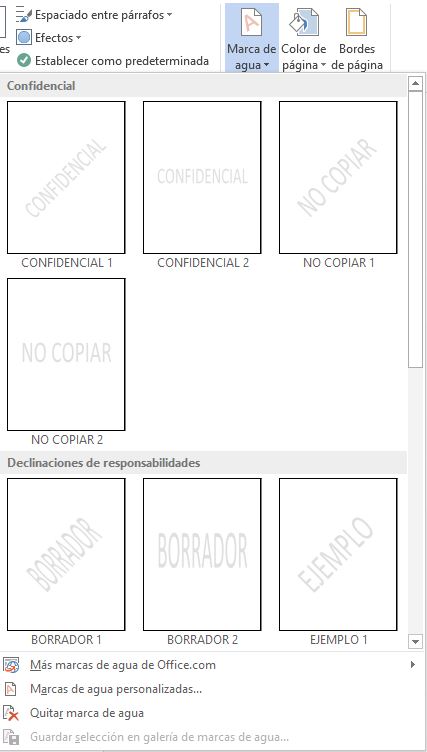 Espaciado entre párrafos
Efectos
es
Establecer como predeterminada
Marca de agua
Color de página
Bordes de página
Confidencial
CONFIDENCIAL
CONFIDENCIAL
NO COPIAR
CONFIDENCIAL 1
CONFIDENCIAL 2
NO COPIAR 1
NO COPIAR
NO COPIAR 2
Declinaciones de responsabilidades
BORRADOR
BORRADOR
EJEMPLO
BORRADOR 1
BORRADOR 2
EJEMPLO 1
Más marcas de agua de Office.com
Marcas de agua personalizadas...
Quitar marca de agua
Guardar selección en galería de marcas de agua...